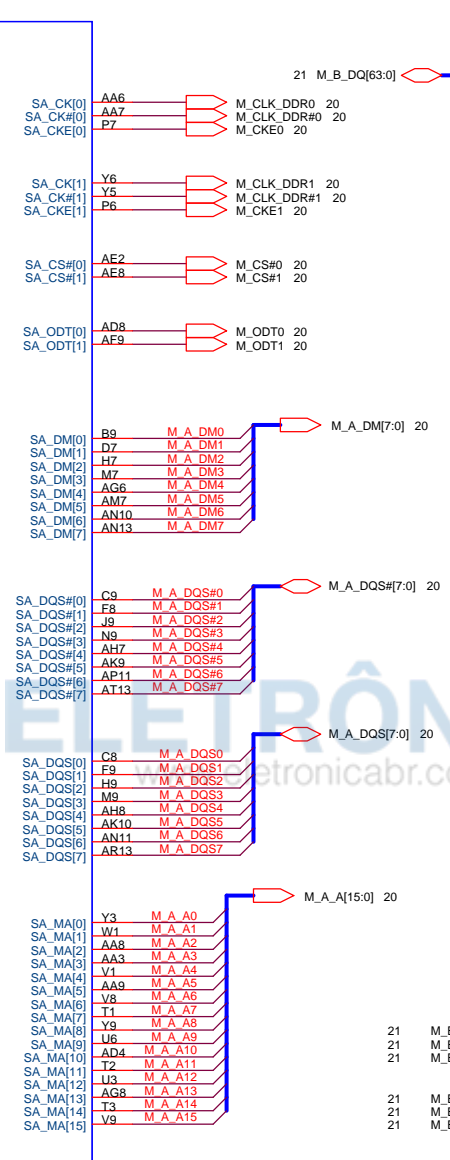 21 M_B_DQ[63:0]
SA_CK[0] AA6 M_CLK_DDR0 20
SA_CK#[0] AA7 M_CLK_DDR#0 20
SA_CKE[0] P7 M_CKE0 20
SA_CK[1] Y6 M_CLK_DDR1 20
SA_CK#[1] Y5 M_CLK_DDR#1 20
SA_CKE[1] P6 M_CKE1 20
SA_CS#[0] AE2 M_CS#0 20
SA_CS#[1] AE8 M_CS#1 20
SA_ODT[0] AD8 M_ODT0 20
SA_ODT[1] AF9 M_ODT1 20
M_A_DM[7:0] 20
SA_DM[0] B9 M_A_DM0
SA_DM[1] D7 M_A_DM1
SA_DM[2] H7 M_A_DM2
SA_DM[3] M7 M_A_DM3
SA_DM[4] AG6 M_A_DM4
SA_DM[5] AM7 M_A_DM5
SA_DM[6] AN10 M_A_DM6
SA_DM[7] AN13 M_A_DM7
M_A_DQS#[7:0] 20
SA_DQS#[0] C9 M_A_DQS#0
SA_DQS#[1] F8 M_A_DQS#1
SA_DQS#[2] J9 M_A_DQS#2
SA_DQS#[3] N9 M_A_DQS#3
SA_DQS#[4] AH7 M_A_DQS#4
SA_DQS#[5] AK9 M_A_DQS#5
SA_DQS#[6] AP11 M_A_DQS#6
SA_DQS#[7] AT13 M_A_DQS#7
ELETRÔN
M_A_DQS[7:0] 20
SA_DQS[0] C8 M_A_DQS0
SA_DQS[1] F9 M_A_DQS1
SA_DQS[2] H9 M_A_DQS2
SA_DQS[3] M9 M_A_DQS3
SA_DQS[4] AH8 M_A_DQS4
SA_DQS[5] AK10 M_A_DQS5
SA_DQS[6] AN11 M_A_DQS6
SA_DQS[7] AR13 M_A_DQS7
M_A_A[15:0] 20
SA_MA[0] Y3 M_A_A0
SA_MA[1] W1 M_A_A1
SA_MA[2] AA8 M_A_A2
SA_MA[3] AA3 M_A_A3
SA_MA[4] V1 M_A_A4
SA_MA[5] AA9 M_A_A5
SA_MA[6] V8 M_A_A6
SA_MA[7] T1 M_A_A7
SA_MA[8] Y9 M_A_A8 21
SA_MA[9] U6 M_A_A9 21
SA_MA[10] AD4 M_A_A10 21
SA_MA[11] T2 M_A_A11
SA_MA[12] U3 M_A_A12
SA_MA[13] AG8 M_A_A13 21
SA_MA[14] T3 M_A_A14 21
SA_MA[15] V9 M_A_A15 21